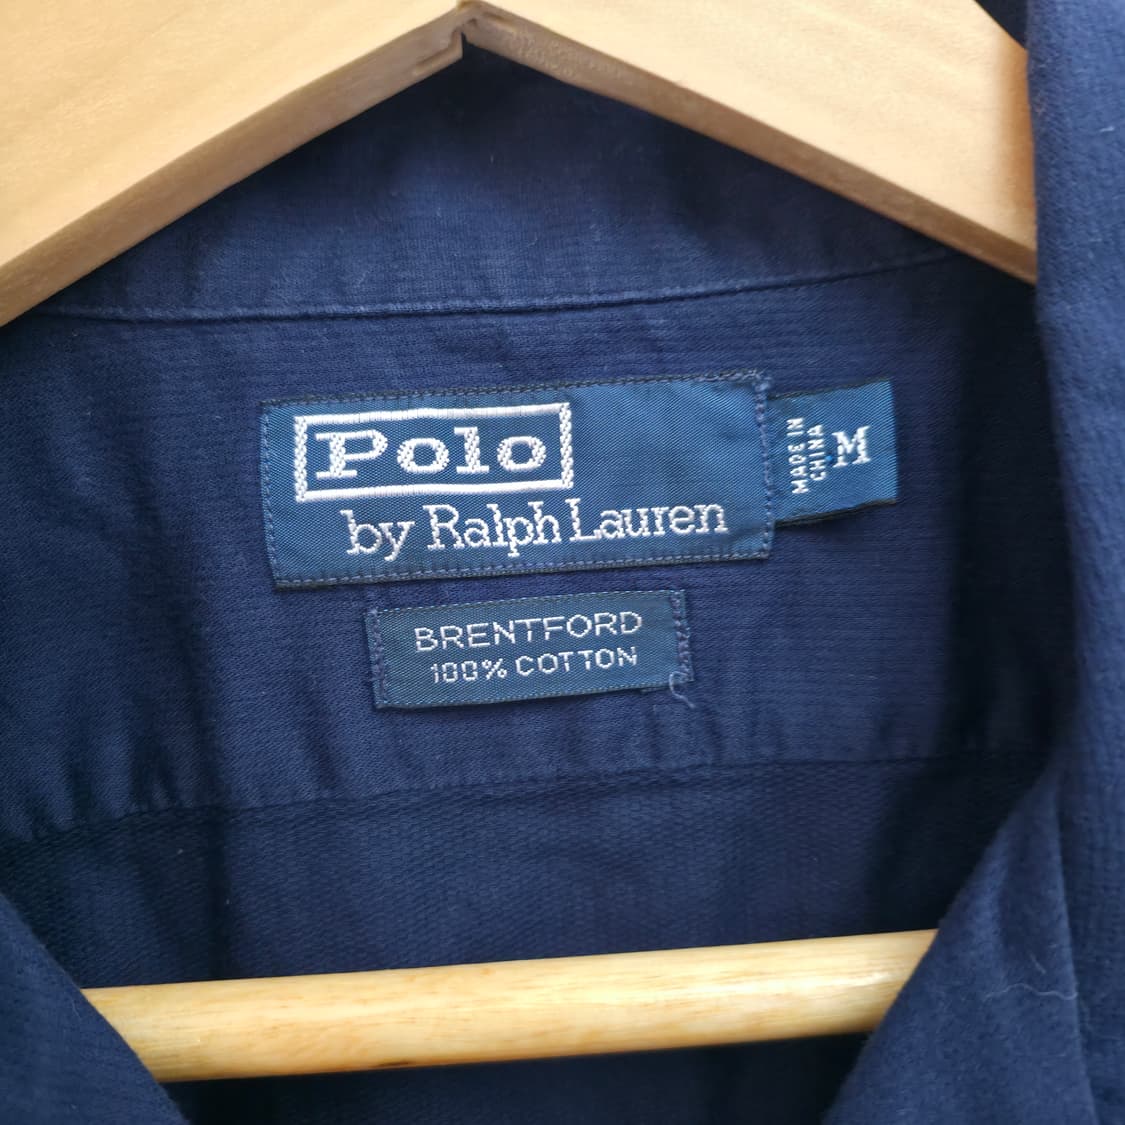 Polo
by Ralph Lauren
MADE IN
CHINA
M
BRENTFORD
100% COTTON